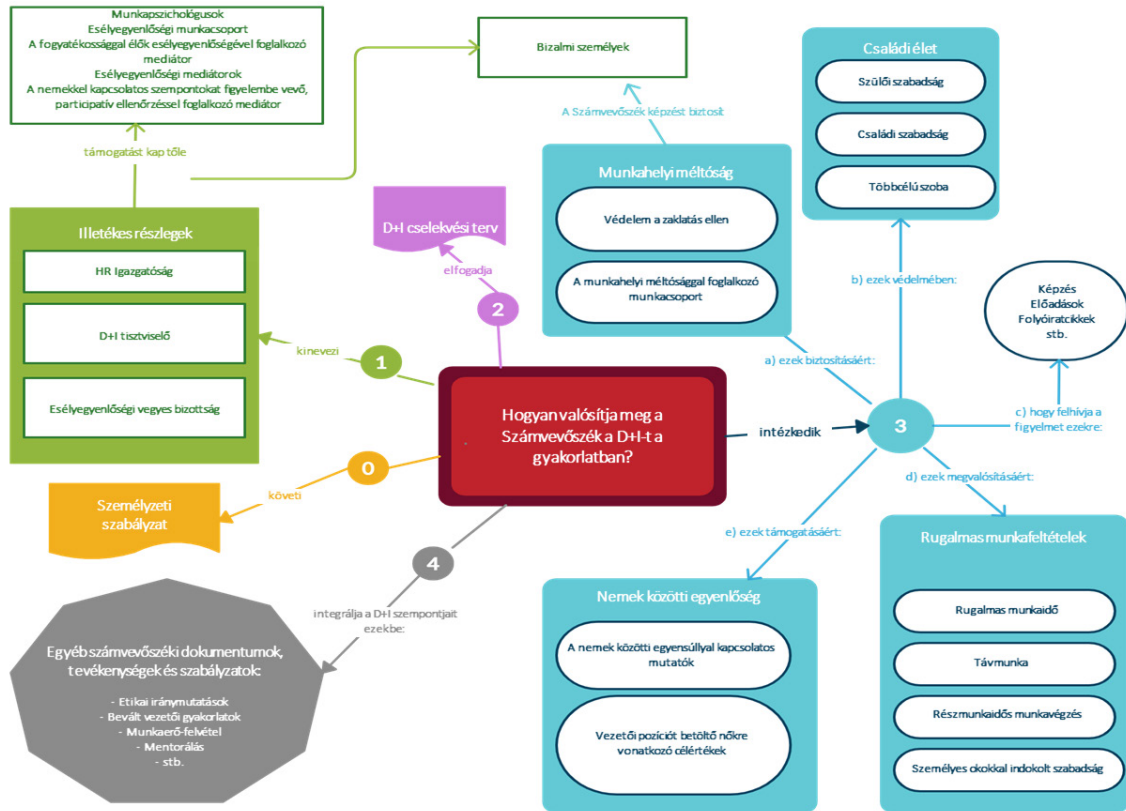 Munkapszichológusok
Esélyegyenlőségi munkacsoport
A fogyatékossággal élők esélyegyenlőségével foglalkozó
mediátor
Esélyegyenlőségi mediátorok
A nemekkel kapcsolatos szempontokat figyelembe vevő,
participatív ellenőrzéssel foglalkozó mediátor
Bizalmi személyek
Családi élet
Szülői szabadság
Családi szabadság
Többcélú szoba
támogatást kap tőle
A Számvevőszék képzést biztosít
Munkahelyi méltóság
Védelem a zaklatás ellen
A munkahelyi méltósággal foglalkozó
munkacsoport
Illetékes részlegek
HR Igazgatóság
D+I tisztviselő
Esélyegyenlőségi vegyes bizottság
D+I cselekvési terv
elfogadja
2
kinevezi
1
b) ezek védelmében:
Képzés
Előadások
Folyóiratcikkek
stb.
a) ezek biztosításáért:
Hogyan valósítja meg a
Számvevőszék a D+I-t a
gyakorlatban?
intézkedik
3
c) hogy felhívja a
figyelmet ezekre:
0
követi
Személyzeti
szabályzat
d) ezek megvalósításáért:
e) ezek támogatásáért:
4
integrálja a D+I szempontjait
ezekbe:
Egyéb számvevőszéki dokumentumok,
tevékenységek és szabályzatok:
- Etikai iránymutatások
- Bevált vezetői gyakorlatok
- Munkaerő-felvétel
- Mentorálás
- stb.
Nemek közötti egyenlőség
A nemek közötti egyensúllyal kapcsolatos
mutatók
Vezetői pozíciót betöltő nőkre
vonatkozó célértékek
Rugalmas munkafeltételek
Rugalmas munkaidő
Távmunka
Részmunkaidős munkavégzés
Személyes okokkal indokolt szabadság